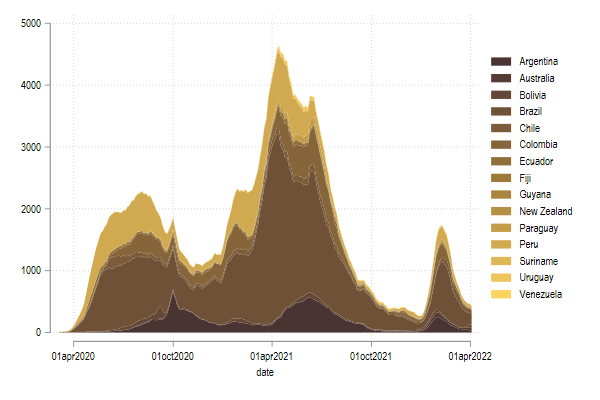 5000
4000
3000
2000
1000
0
01apr2020 01oct2020 01apr2021 01oct2021 01apr2022
date
Argentina
Australia
Bolivia
Brazil
Chile
Colombia
Ecuador
Fiji
Guyana
New Zealand
Paraguay
Peru
Suriname
Uruguay
Venezuela